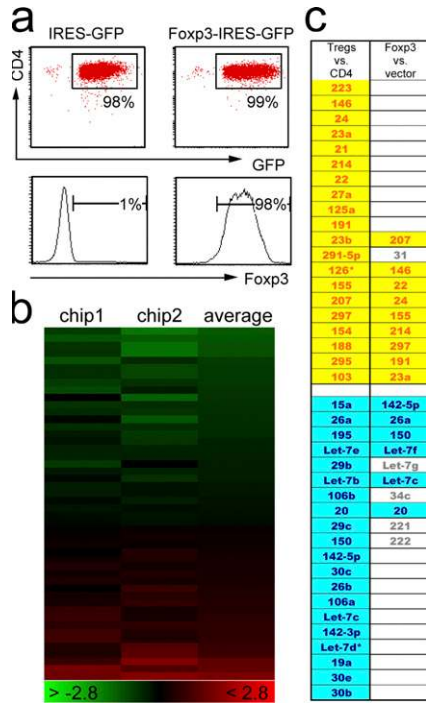 a
IRES-GFP
Foxp3-IRES-GFP
CD4
98%
99%
GFP
1%
98%
Foxp3
b
chip1 chip2 average
> -2.8 < 2.8
c
Tregs vs. CD4
Foxp3 vs. vector
223
146
24
23a
21
214
22
27a
125a
191
23b 207
291-5p 31
126* 146
155 22
207 24
297 155
154 214
188 297
295 191
103 23a
15a 142-5p
26a 26a
195 150
Let-7e Let-7f
29b Let-7g
Let-7b Let-7c
106b 34c
20 20
29c 221
150 222
142-5p
30c
26b
106a
Let-7c
142-3p
Let-7d*
19a
30e
30b